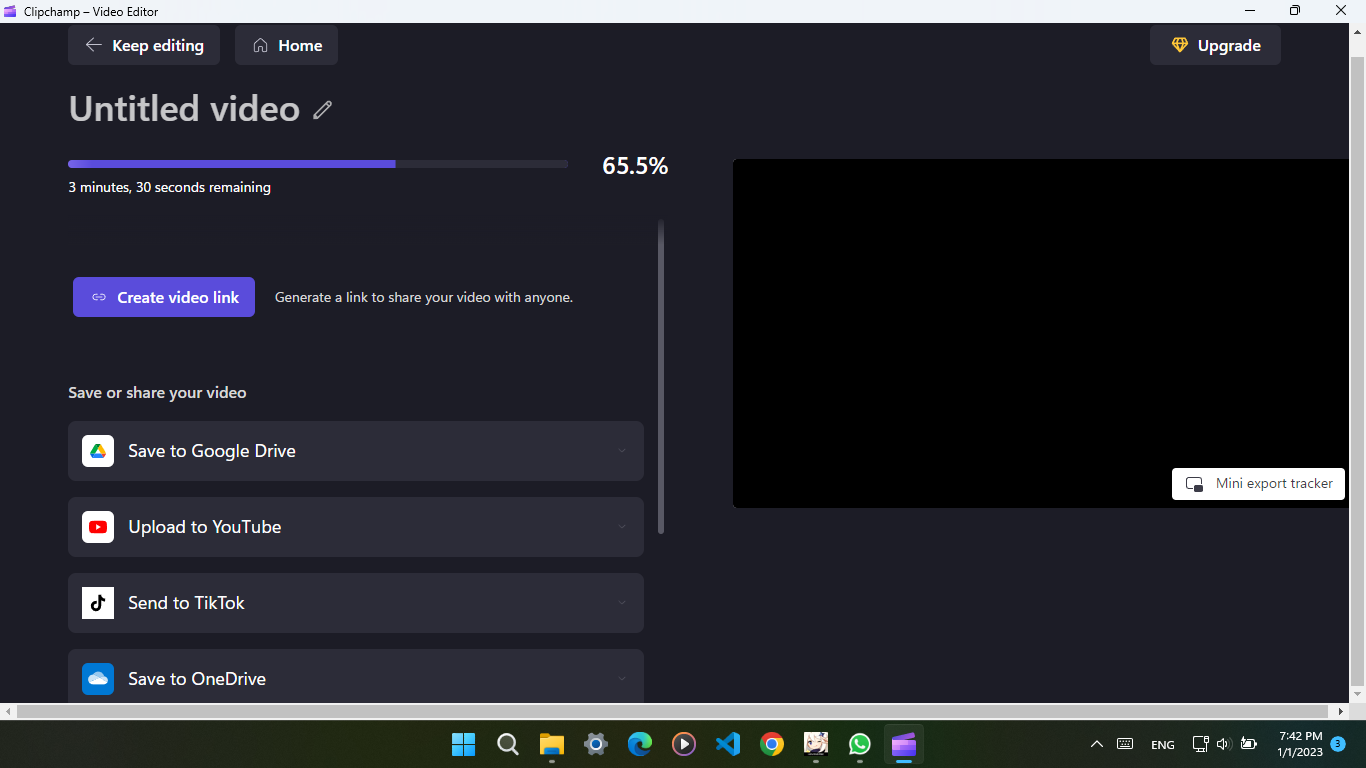 Clipchamp – Video Editor
Keep editing
Home
Upgrade
Untitled video
65.5%
3 minutes, 30 seconds remaining
Create video link
Generate a link to share your video with anyone.
Save or share your video
Save to Google Drive
Mini export tracker
Upload to YouTube
Send to TikTok
Save to OneDrive
ENG
7:42 PM
1/1/2023
3